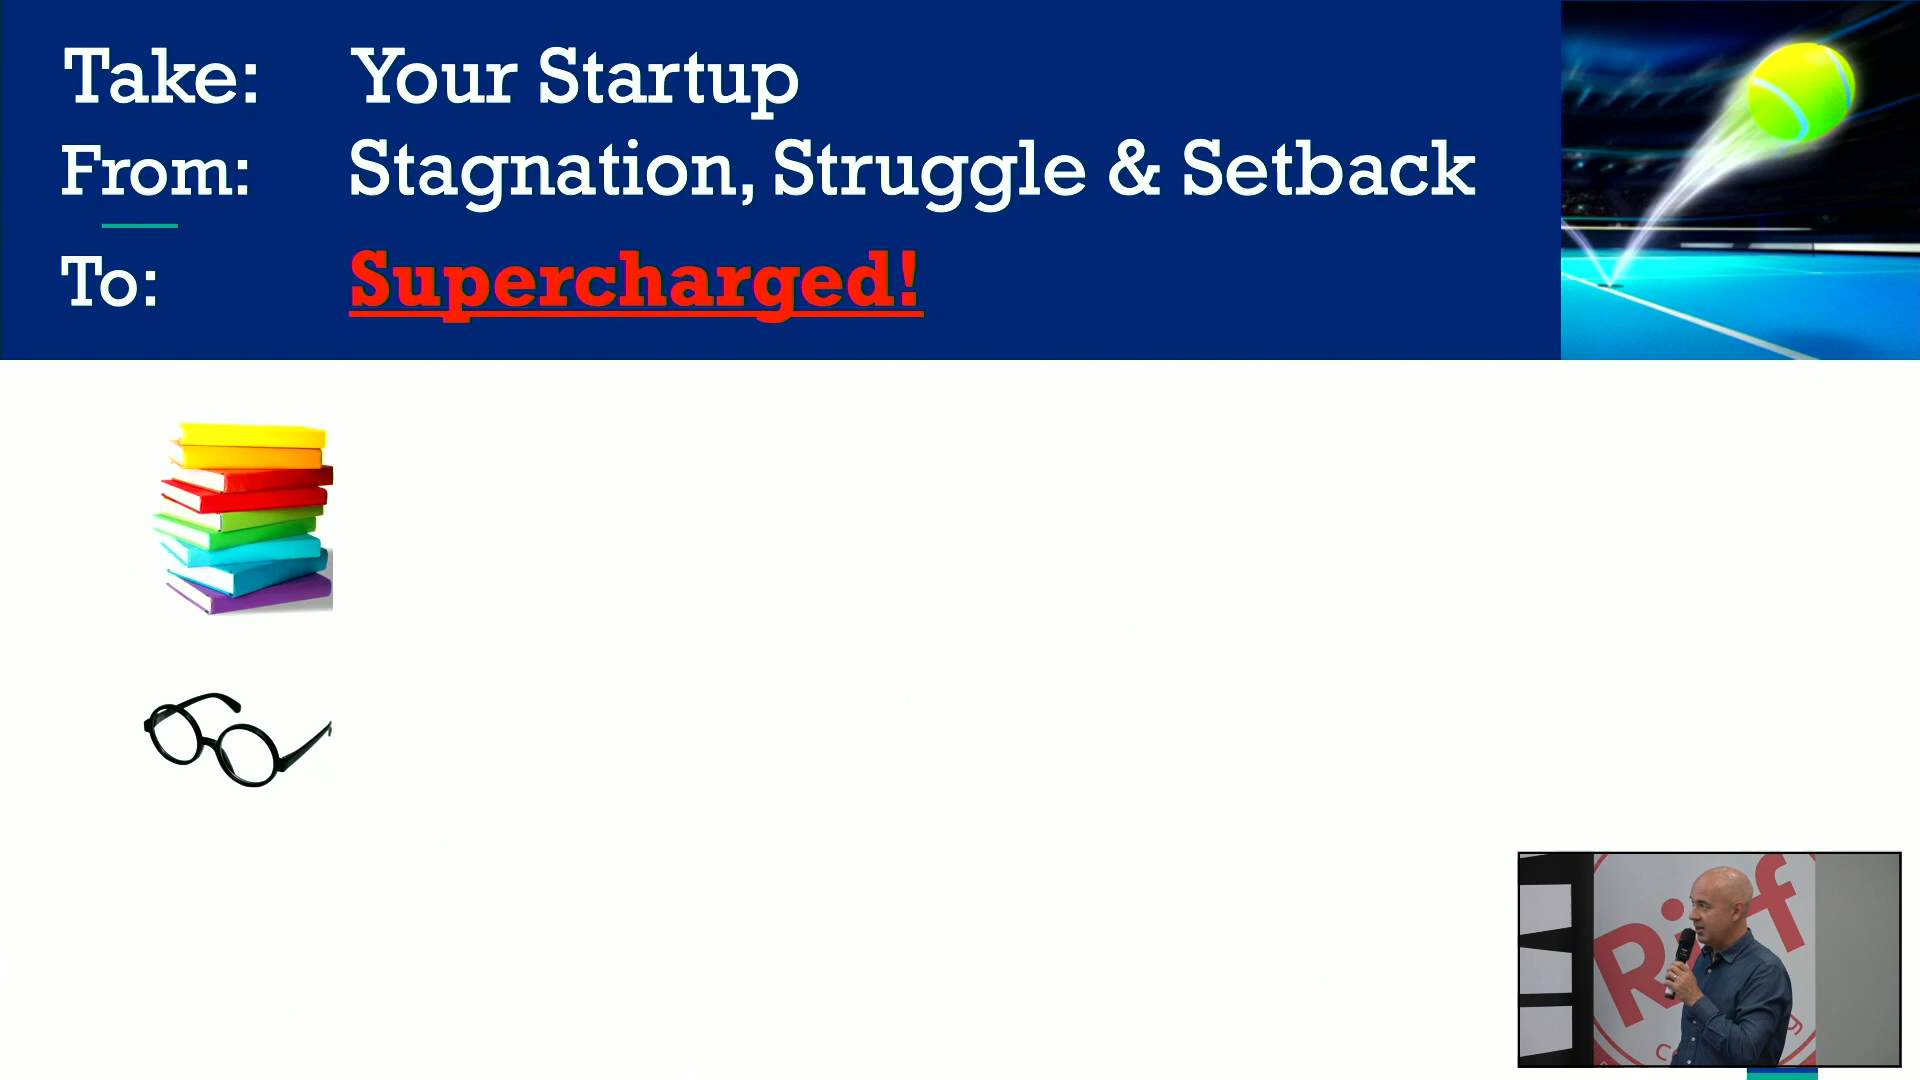 Take: Your Startup
From: Stagnation, Struggle & Setback
To: Supercharged!